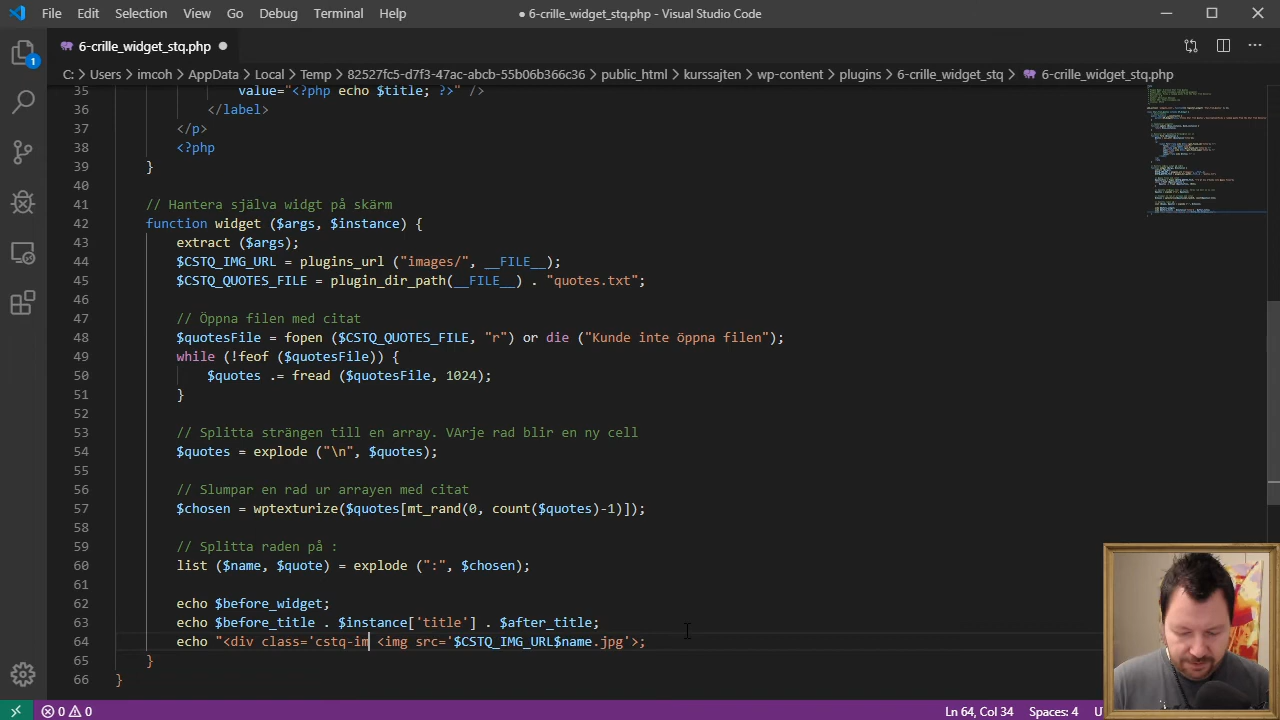 File Edit Selection View Go Debug Terminal Help
● 6-crille_widget_stq.php - Visual Studio Code
6-crille_widget_stq.php ●
C: > Users > imcoh > AppData > Local > Temp > 82527fc5-d7f3-47ac-abcb-55b06b366c36 > public_html > kurssajten > wp-content > plugins > 6-crille_widget_stq > 6-crille_widget_stq.php
1
35 value="<?php echo $title; ?>" />
36 </label>
37 </p>
38 <?php
39 }
40
41 // Hantera själva widgt på skärm
42 function widget ($args, $instance) {
43 extract ($args);
44 $CSTQ_IMG_URL = plugins_url ("images/", __FILE__);
45 $CSTQ_QUOTES_FILE = plugin_dir_path(__FILE__) . "quotes.txt";
46
47 // Öppna filen med citat
48 $quotesFile = fopen ($CSTQ_QUOTES_FILE, "r") or die ("Kunde inte öppna filen");
49 while (!feof ($quotesFile)) {
50 $quotes .= fread ($quotesFile, 1024);
51 }
52
53 // Splitta strängen till en array. VArje rad blir en ny cell
54 $quotes = explode ("\n", $quotes);
55
56 // Slumpar en rad ur arrayen med citat
57 $chosen = wptexturize($quotes[mt_rand(0, count($quotes)-1)]);
58
59 // Splitta raden på :
60 list ($name, $quote) = explode (":", $chosen);
61
62 echo $before_widget;
63 echo $before_title . $instance['title'] . $after_title;
64 echo "<div class='cstq-im <img src='$CSTQ_IMG_URL$name.jpg'>;
65 }
66 }
0 0 Ln 64, Col 34 Spaces: 4